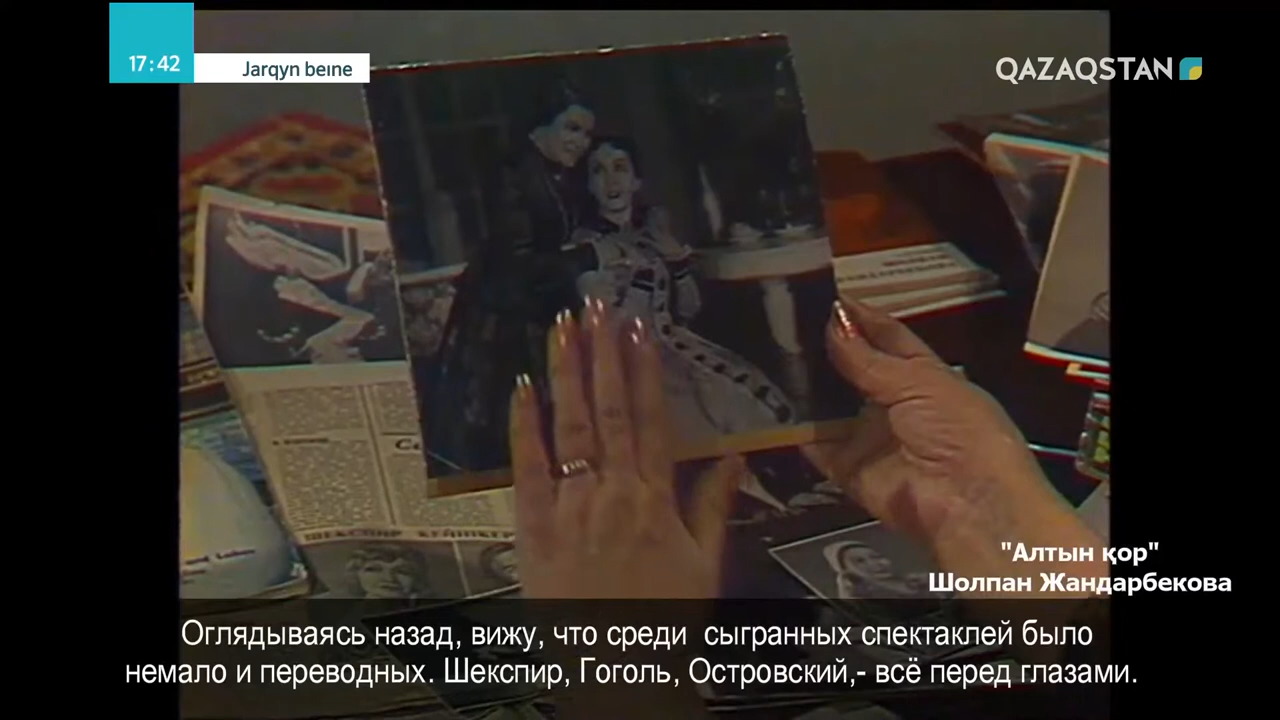 17:42
Jarqyn beıne
QAZAQSTAN
ШЕКСПИР
"Алтын қор"
Шолпан Жандарбекова
Оглядываясь назад, вижу, что среди сыгранных спектаклей было
немало и переводных. Шекспир, Гоголь, Островский,- всё перед глазами.